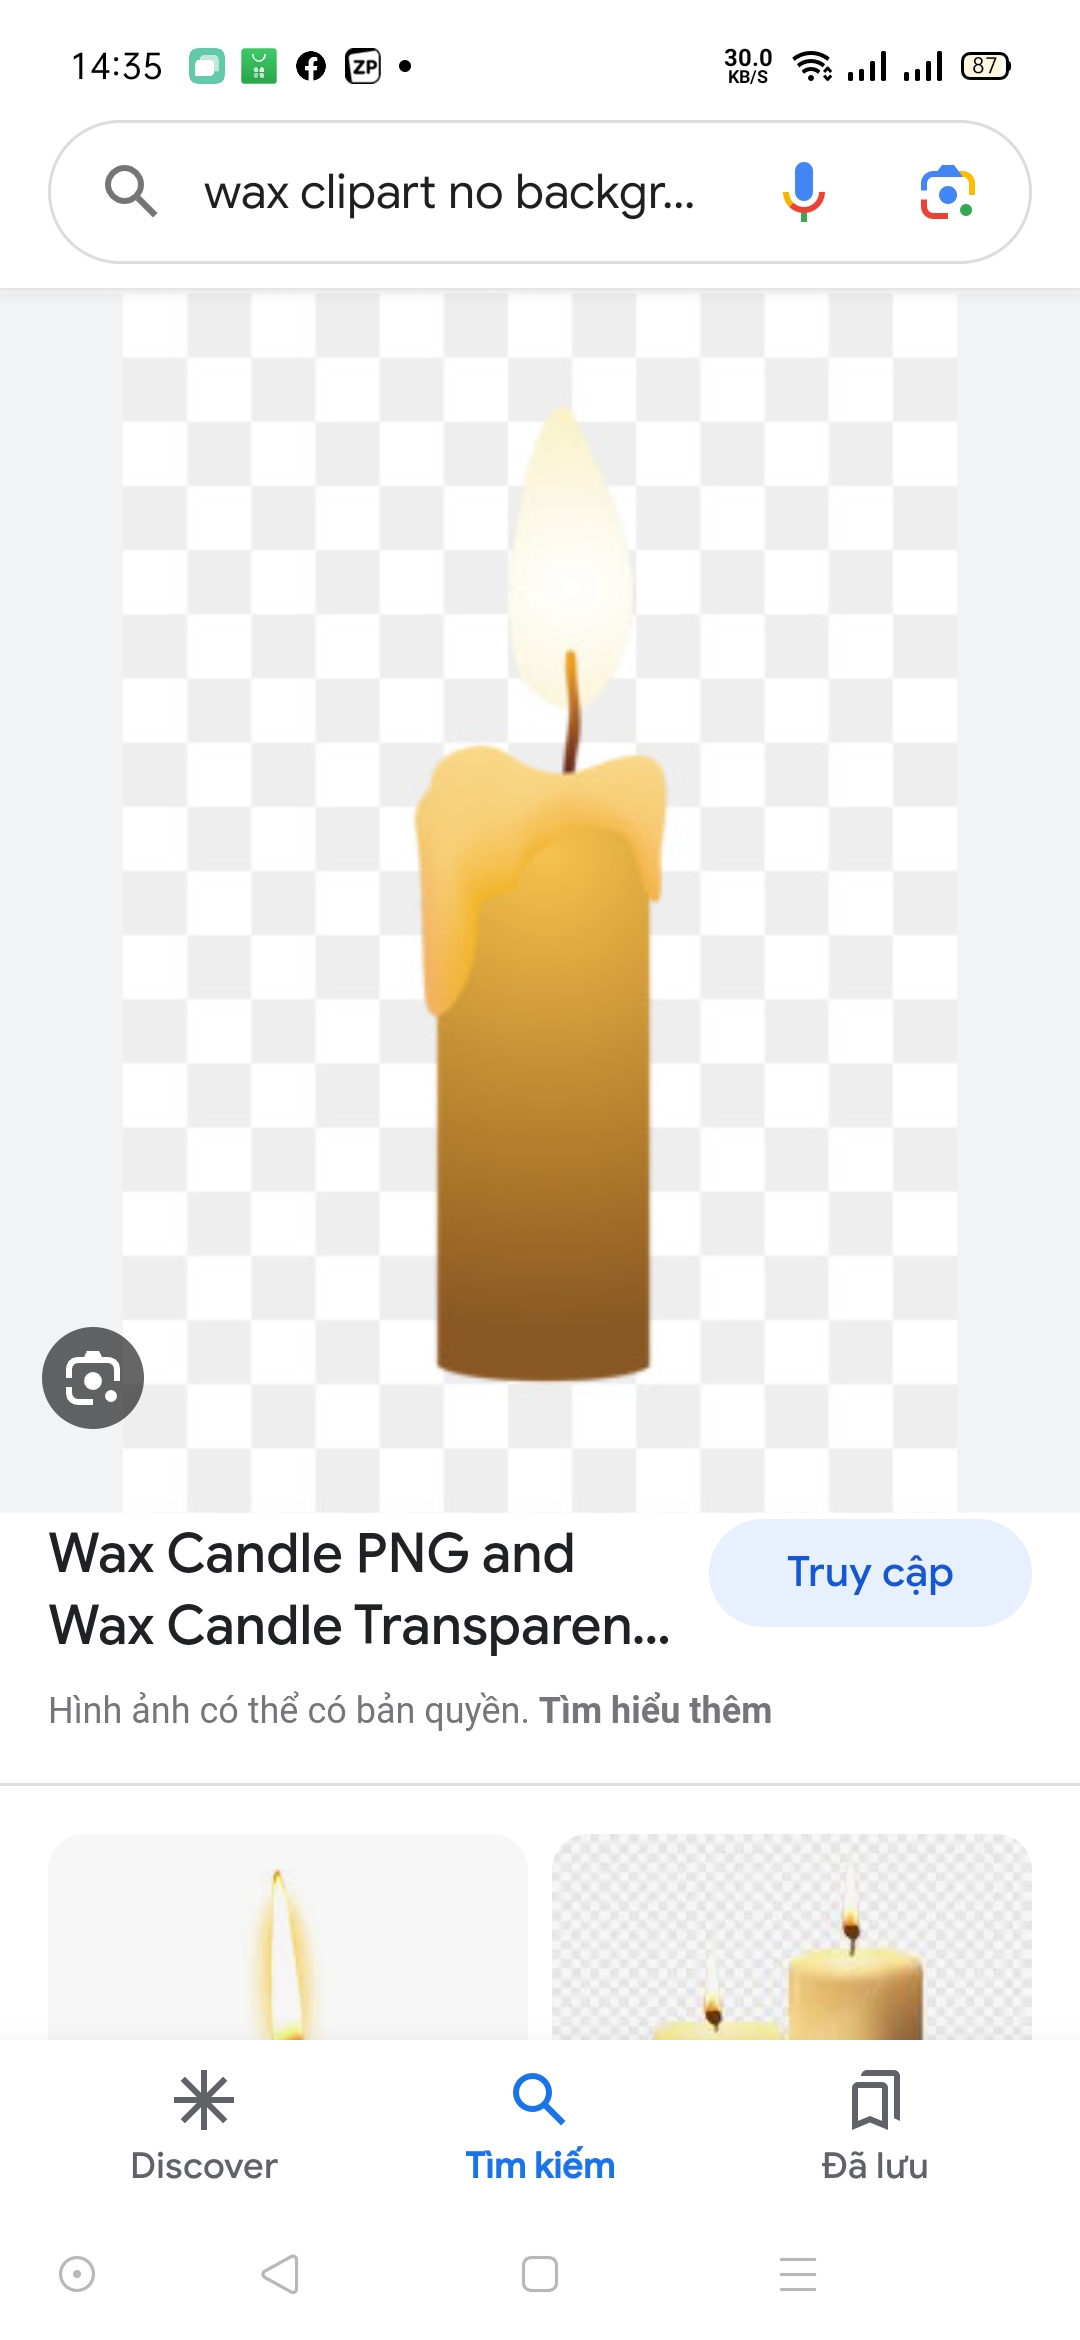 14:35
ZP
30.0
KB/S
87
wax clipart no backgr...
Wax Candle PNG and
Wax Candle Transparen...
Truy cập
Hình ảnh có thể có bản quyền. Tìm hiểu thêm
Discover
Tìm kiếm
Đã lưu